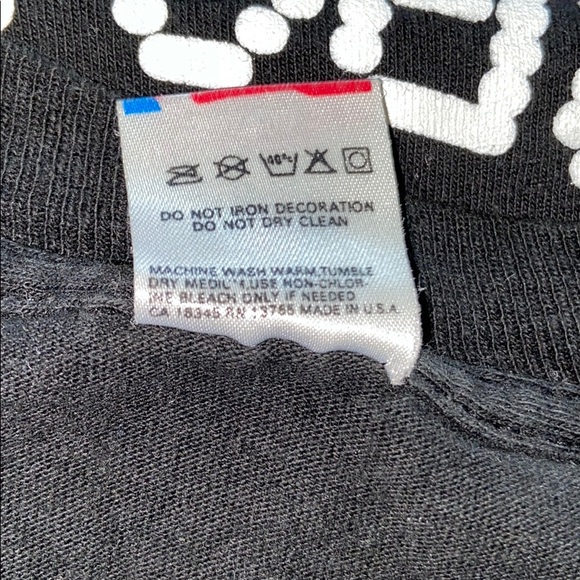 40°c
DO NOT IRON DECORATION
DO NOT DRY CLEAN
MACHINE WASH WARM, TUMBLE
DRY MEDIU USE NON-CHLOR
INE BLEACH ONLY IF NEEDED
CA 18345 RN 13765 MADE IN U.S.A.